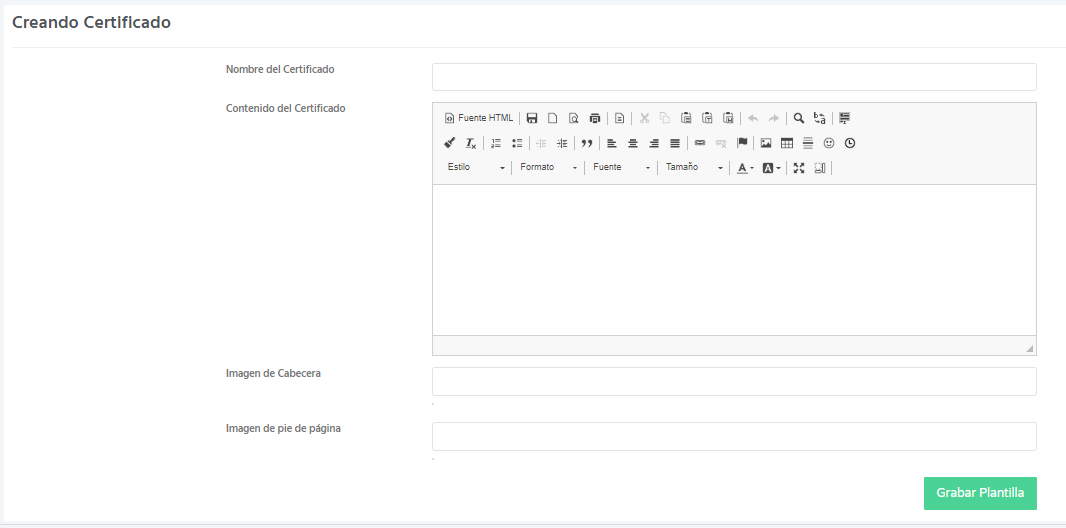 Creando Certificado
Nombre del Certificado
Contenido del Certificado
Fuente HTML
Estilo Formato Fuente Tamaño
Imagen de Cabecera
Imagen de pie de página
Grabar Plantilla